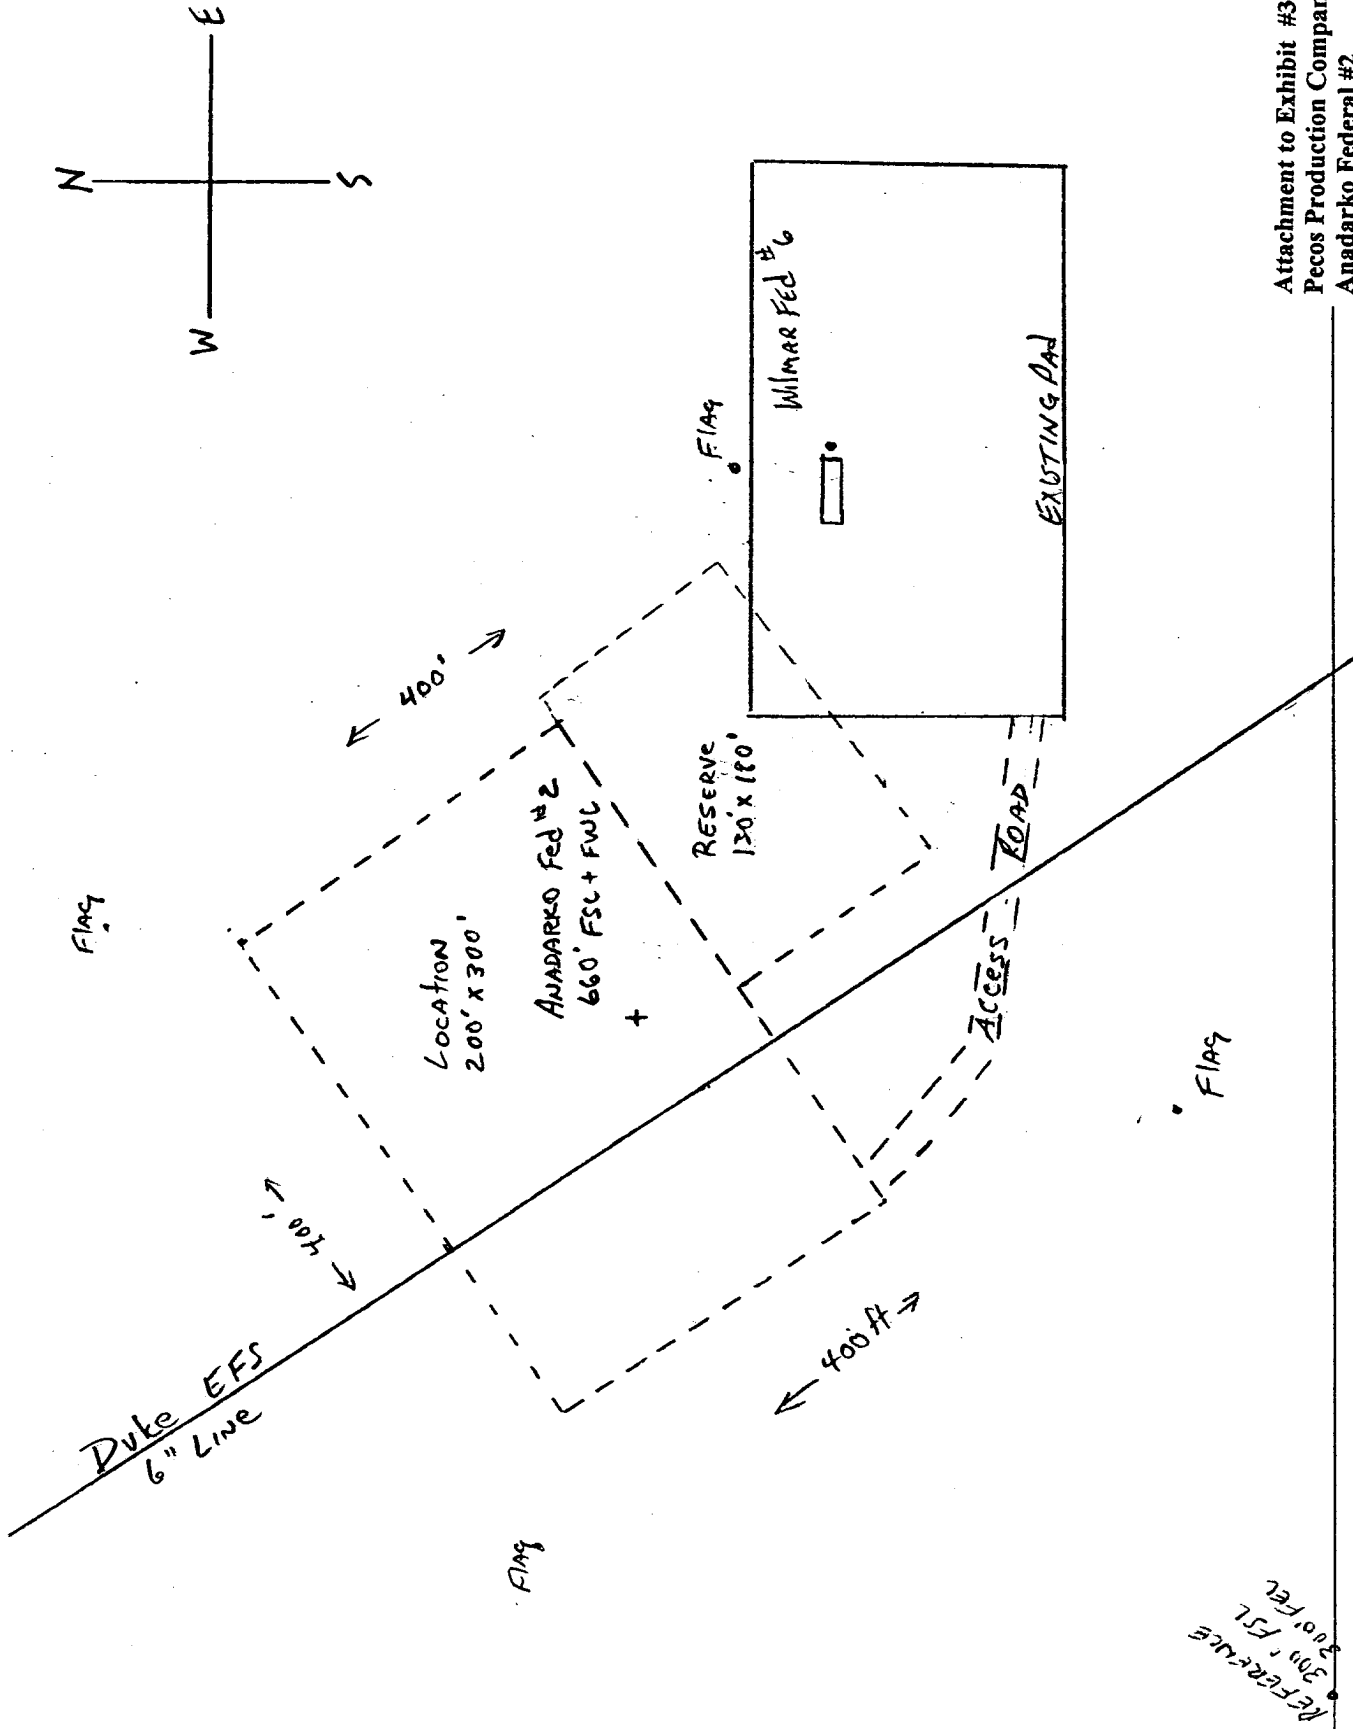 N
W
E
S
Duke EFS
6" LINE
Flag
400'
400'
LOCATION
200' X 300'
ANADARKO Fed #2
660' FSL + FWL
+
RESERVE
130' X 180'
Flag
Wilmar Fed #6
EXISTING PAd
ACCESS ROAD
400 ft
Flag
Flag
REFERENCE
300' FSL
300' FEL
Attachment to Exhibit #3
Pecos Production Compan
Anadarko Federal #2